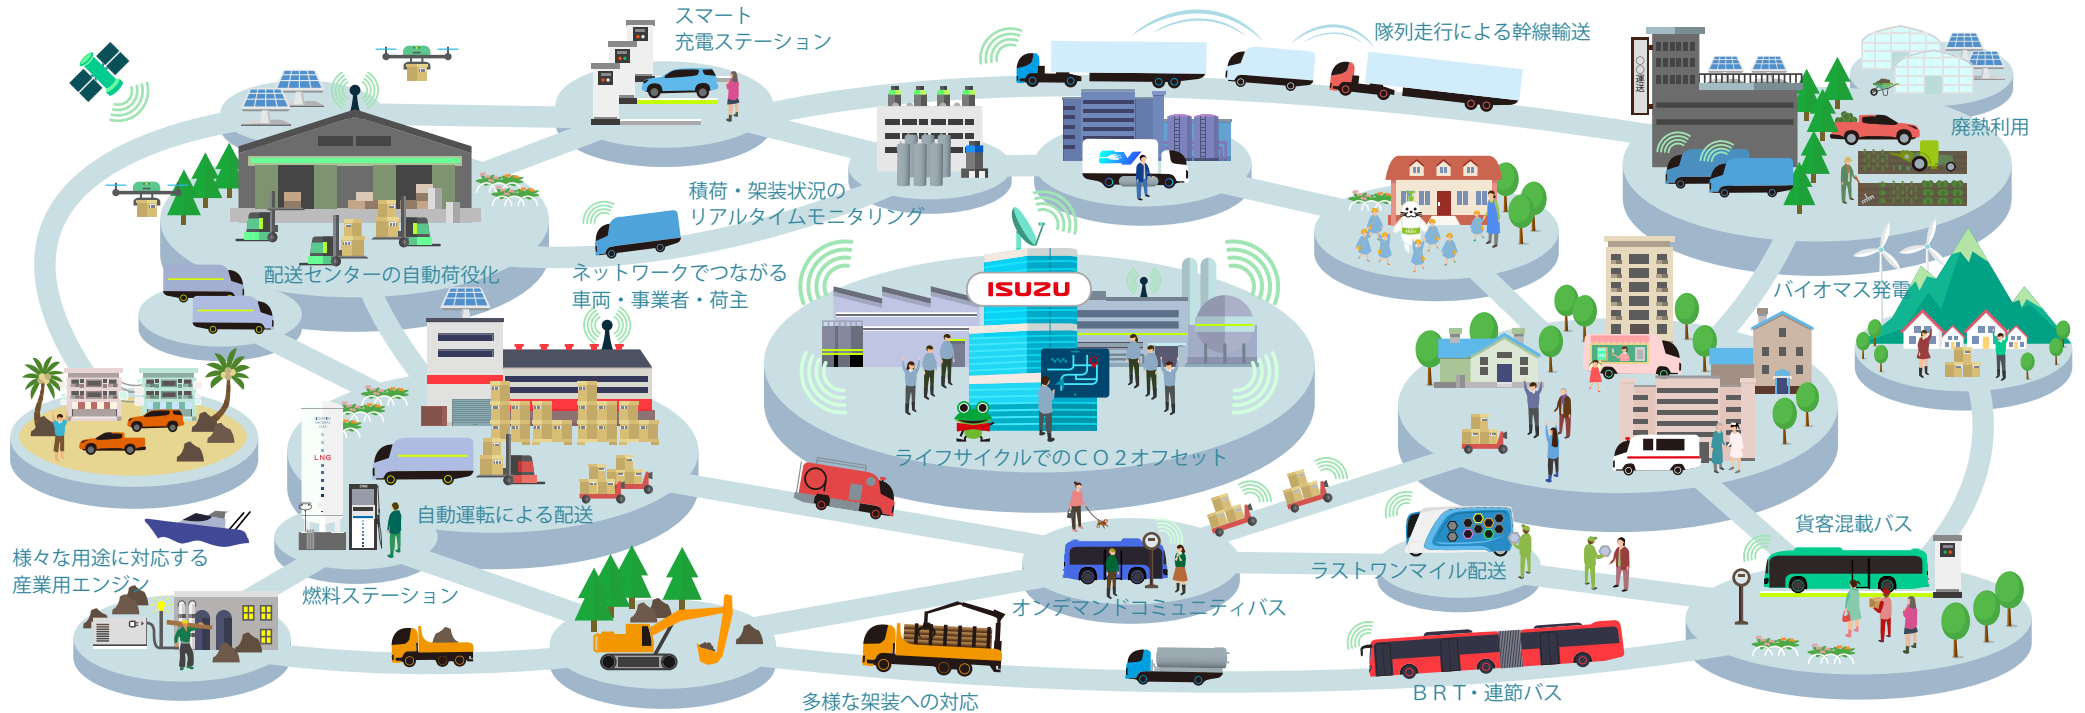 スマート
充電ステーション
隊列走行による幹線輸送
〇〇運送
廃熱利用
EV
積荷・架装状況の
リアルタイムモニタリング
配送センターの自動荷役化
ネットワークでつながる
車両・事業者・荷主
ISUZU
バイオマス発電
LNG
ライフサイクルでのＣＯ２オフセット
自動運転による配送
様々な用途に対応する
産業用エンジン
燃料ステーション
貨客混載バス
ラストワンマイル配送
オンデマンドコミュニティバス
多様な架装への対応
ＢＲＴ・連節バス